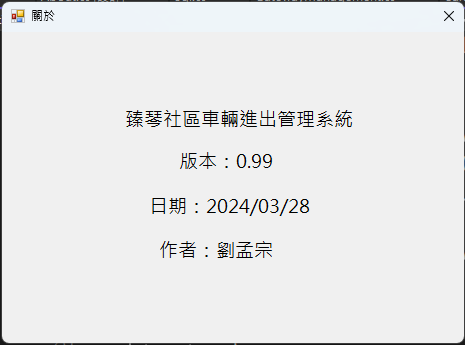 關於
臻琴社區車輛進出管理系統
版本：0.99
日期：2024/03/28
作者：劉孟宗